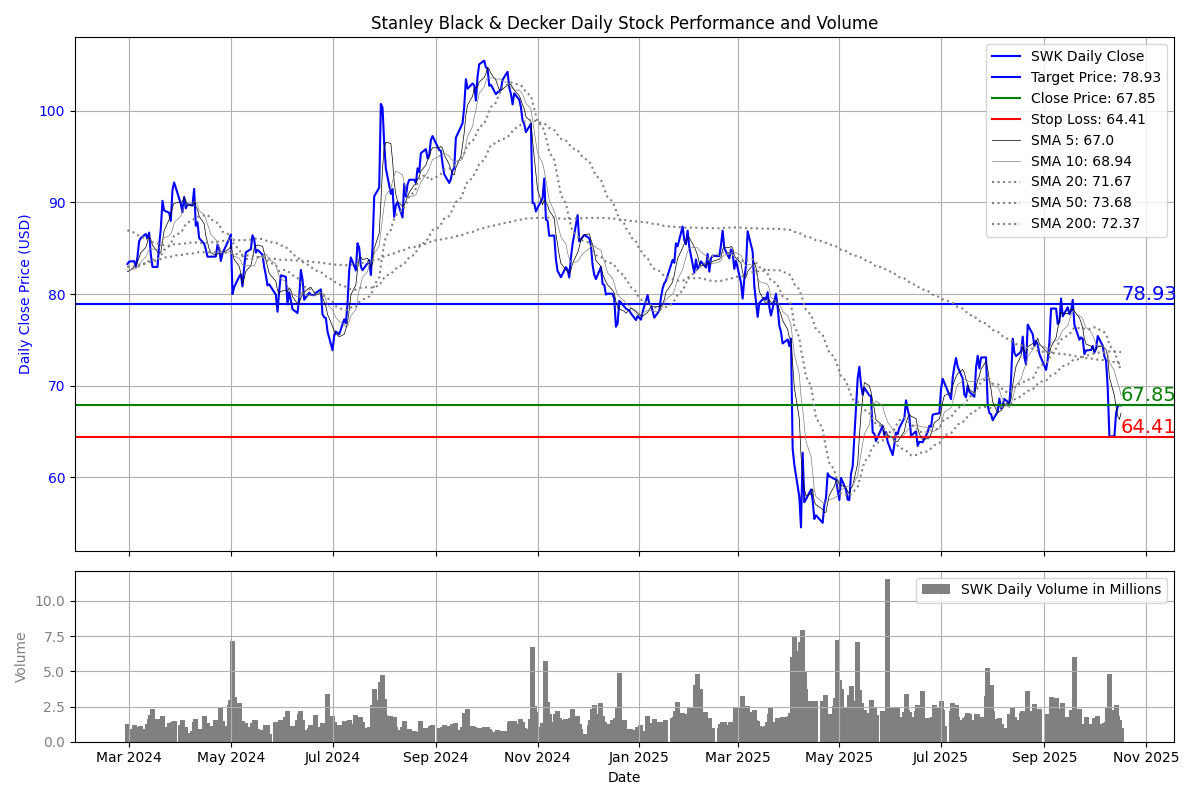 Stanley Black & Decker Daily Stock Performance and Volume
Daily Close Price (USD)
100
90
80
70
60
SWK Daily Close
Target Price: 78.93
Close Price: 67.85
Stop Loss: 64.41
SMA 5: 67.0
SMA 10: 68.94
SMA 20: 71.67
SMA 50: 73.68
SMA 200: 72.37
78.93
67.85
64.41
Volume
10.0
7.5
5.0
2.5
0.0
SWK Daily Volume in Millions
Mar 2024 May 2024 Jul 2024 Sep 2024 Nov 2024 Jan 2025 Mar 2025 May 2025 Jul 2025 Sep 2025 Nov 2025
Date